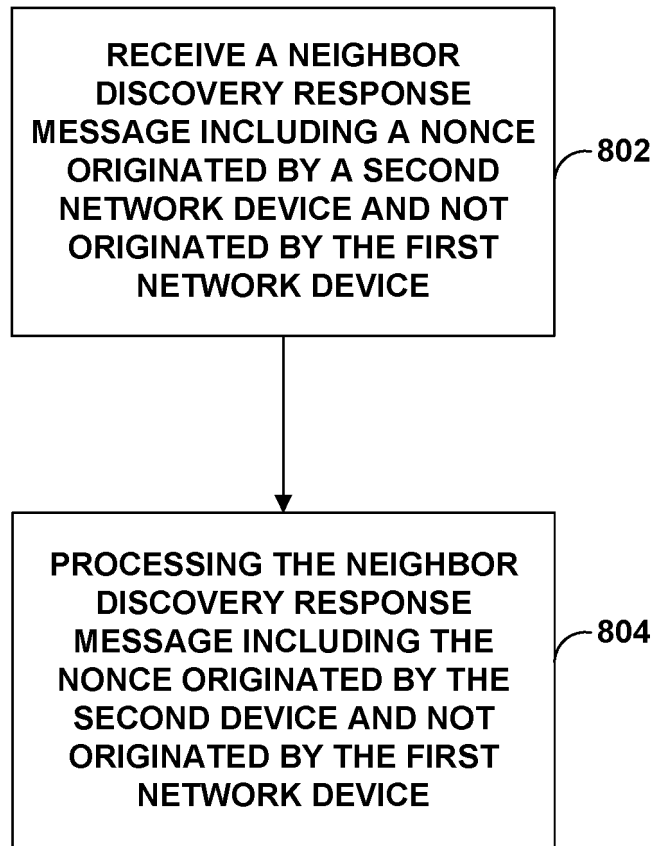 RECEIVE A NEIGHBOR
DISCOVERY RESPONSE
MESSAGE INCLUDING A NONCE
ORIGINATED BY A SECOND
NETWORK DEVICE AND NOT
ORIGINATED BY THE FIRST
NETWORK DEVICE
802
PROCESSING THE NEIGHBOR
DISCOVERY RESPONSE
MESSAGE INCLUDING THE
NONCE ORIGINATED BY THE
SECOND DEVICE AND NOT
ORIGINATED BY THE FIRST
NETWORK DEVICE
804